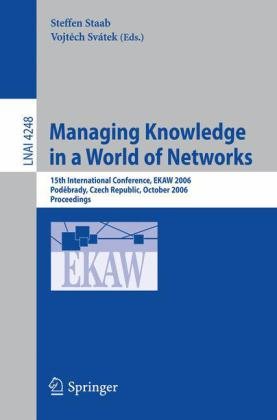 Steffen Staab
Vojtěch Svátek (Eds.)
LNAI 4248
Managing Knowledge
in a World of Networks
15th International Conference, EKAW 2006
Poděbrady, Czech Republic, October 2006
Proceedings
EKAW
Springer